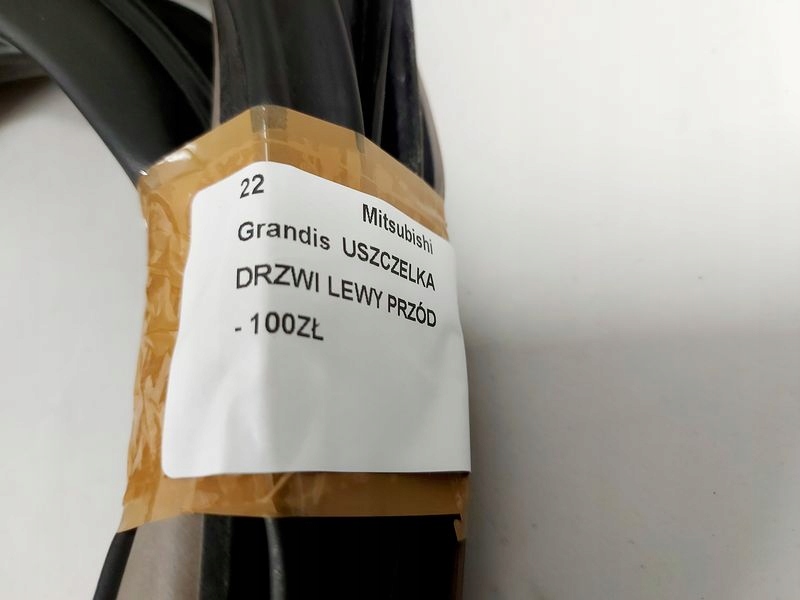 22
Mitsubishi
Grandis USZCZELKA
DRZWI LEWY PRZÓD
- 100ZŁ